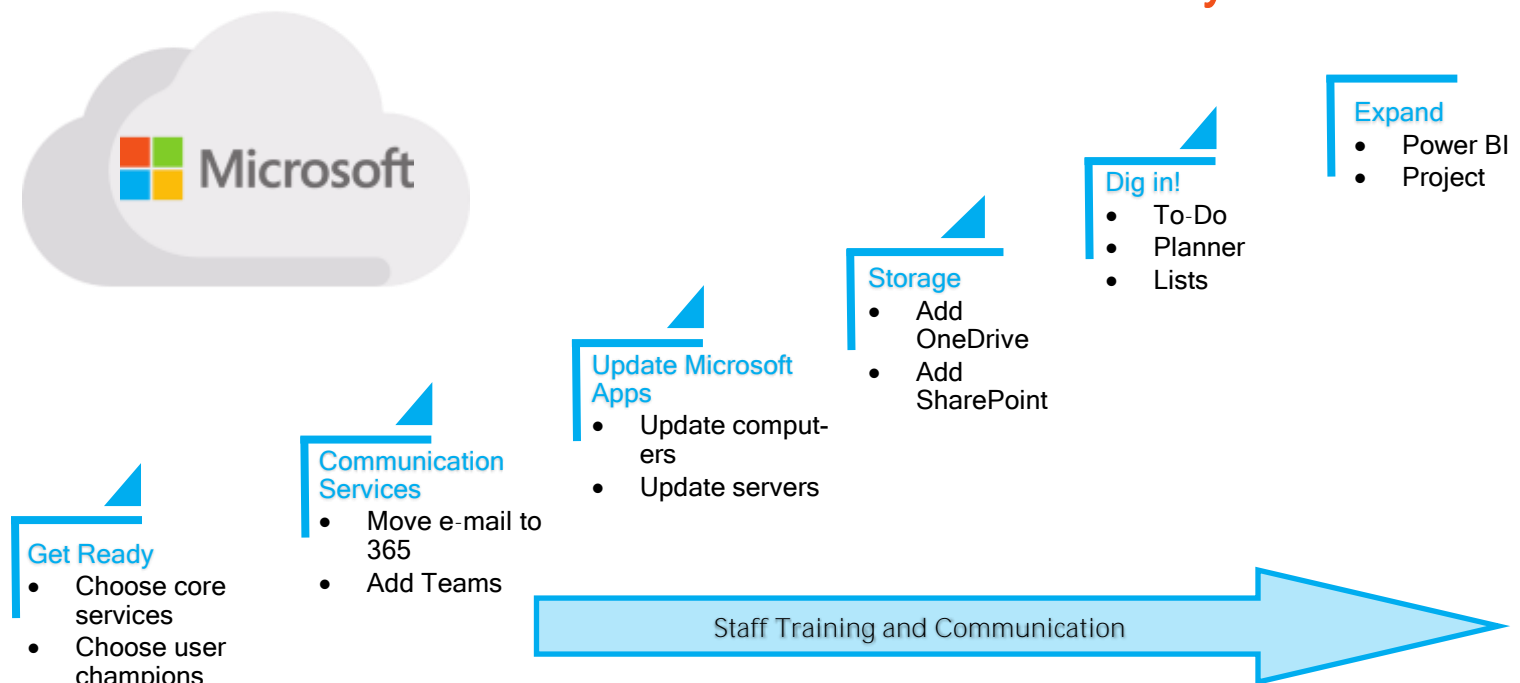 Microsoft
Expand
• Power BI
• Project
Dig in!
• To-Do
• Planner
• Lists
Storage
• Add
OneDrive
• Add
SharePoint
Update Microsoft
Apps
• Update comput-
ers
• Update servers
Communication
Services
• Move e-mail to
365
• Add Teams
Get Ready
• Choose core
services
• Choose user
champions
Staff Training and Communication